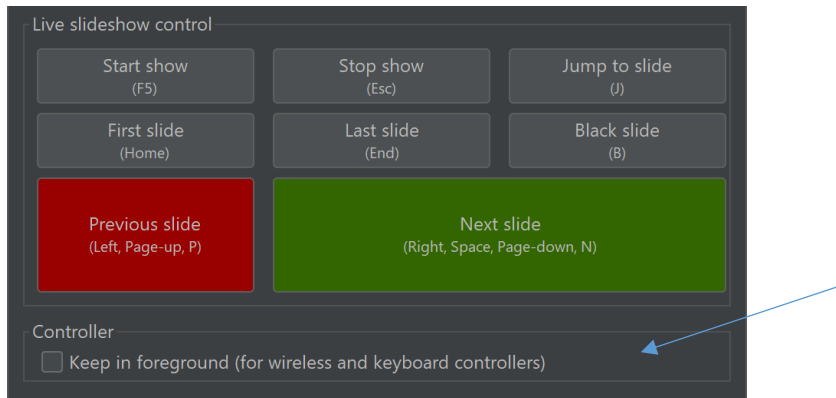 Live slideshow control
Start show
(F5)
Stop show
(Esc)
Jump to slide
(J)
First slide
(Home)
Last slide
(End)
Black slide
(B)
Previous slide
(Left, Page-up, P)
Next slide
(Right, Space, Page-down, N)
Controller
Keep in foreground (for wireless and keyboard controllers)